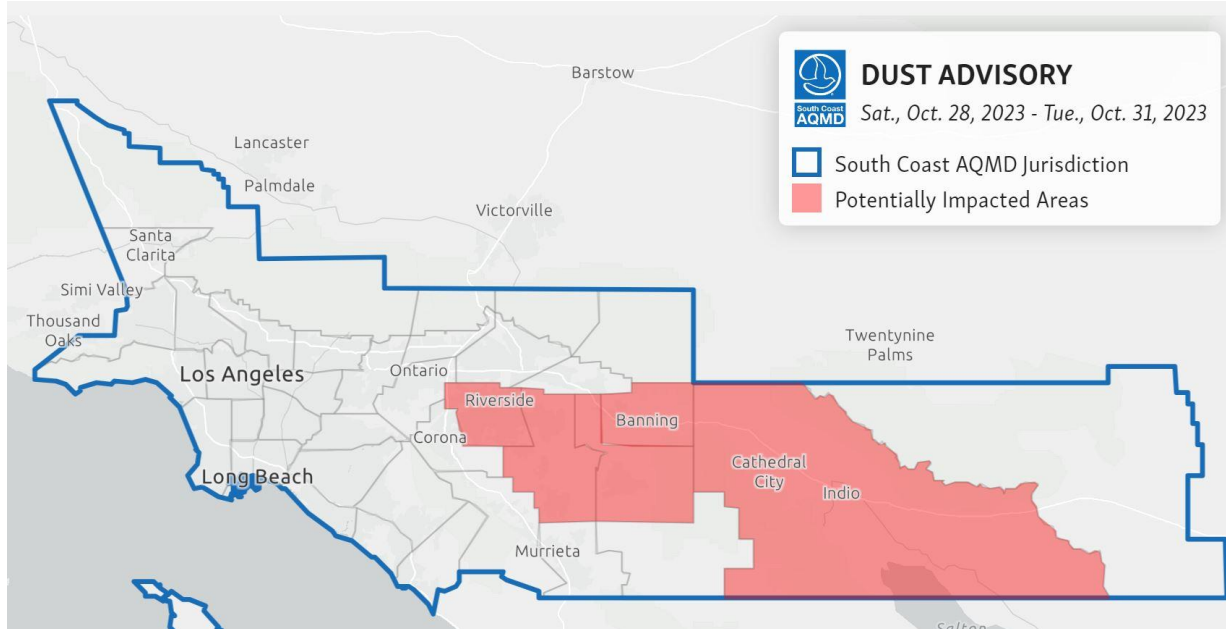 South Coast
AQMD
DUST ADVISORY
Sat., Oct. 28, 2023 - Tue., Oct. 31, 2023
South Coast AQMD Jurisdiction
Potentially Impacted Areas
Barstow
Lancaster
Palmdale
Victorville
Santa
Clarita
Simi Valley
Thousand
Oaks
Twentynine
Palms
Los Angeles
Ontario
Riverside
Banning
Corona
Cathedral
City
Long Beach
Indio
Murrieta
Salton